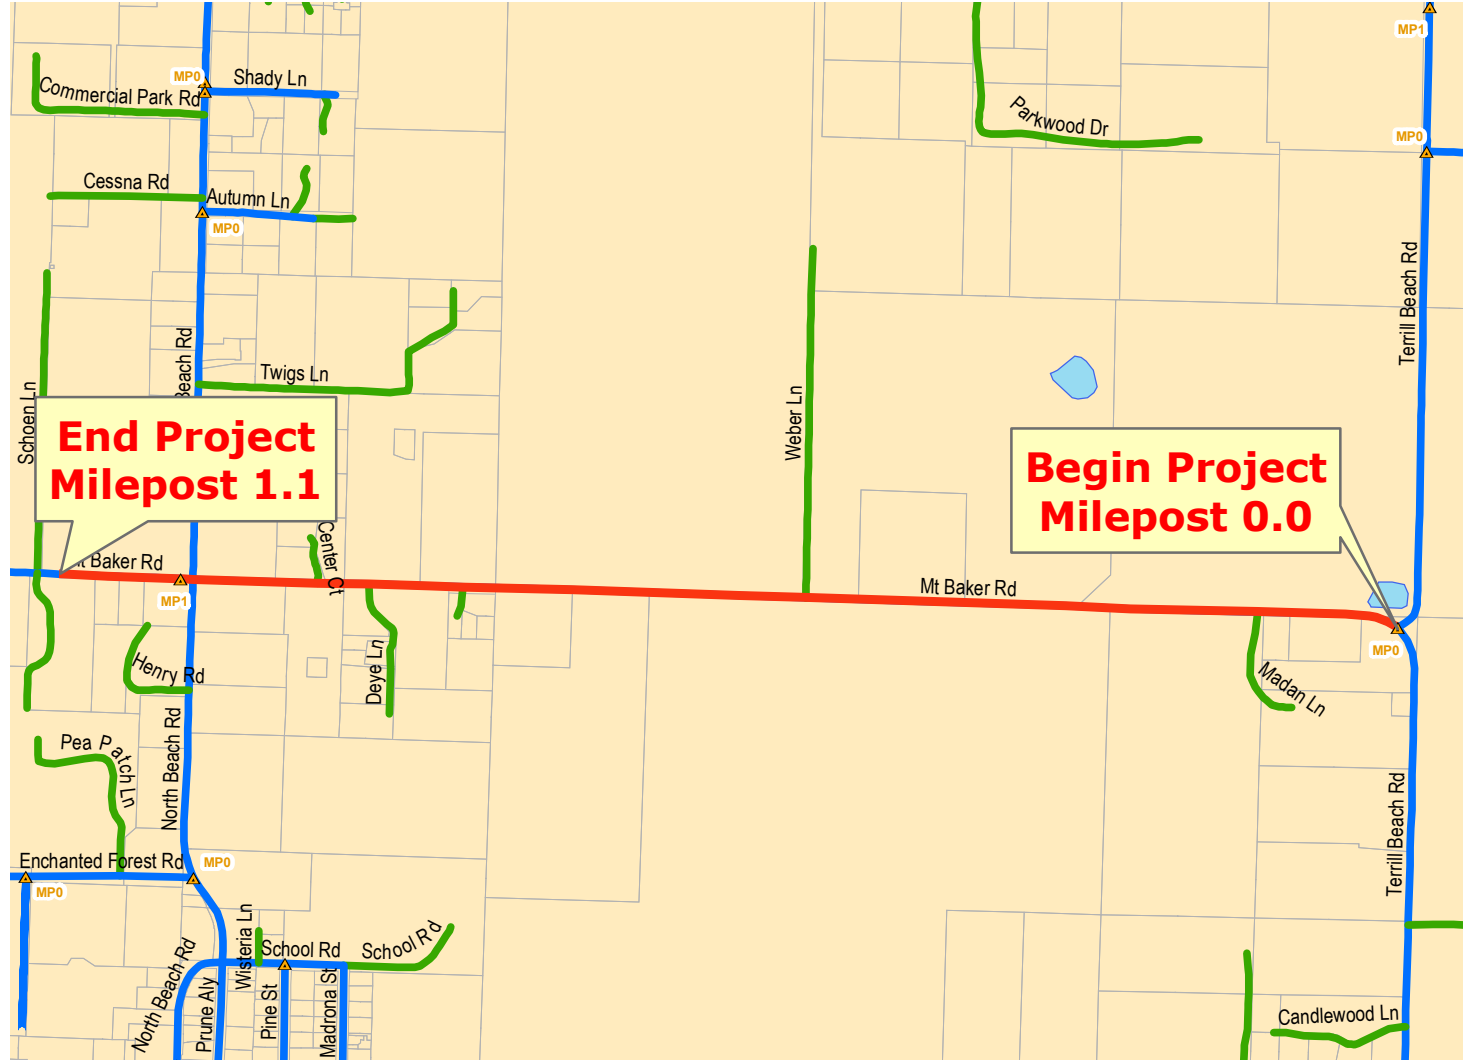 MP1
MP0
Shady Ln
Commercial Park Rd
Parkwood Dr
MP0
Cessna Rd
Autumn Ln
MP0
Terrill Beach Rd
Beach Rd
Twigs Ln
Schoen Ln
Weber Ln
End Project
Milepost 1.1
Begin Project
Milepost 0.0
Center Ct
t Baker Rd
MP1
Mt Baker Rd
MP0
Henry Rd
Deye Ln
Madan Ln
Pea Patch Ln
North Beach Rd
Terrill Beach Rd
Enchanted Forest Rd
MP0
MP0
Wisteria Ln
School Rd
School Rd
North Beach Rd
Prune Aly
Pine St
Madrona St
Candlewood Ln